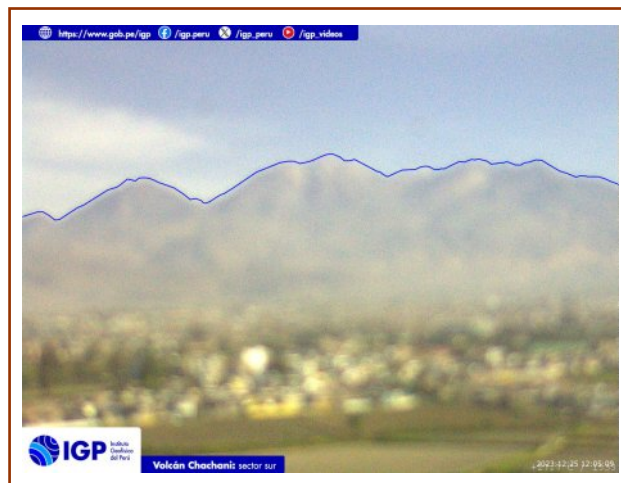 https://www.gob.pe/igp /igp.peru /igp_peru /igp_videos
IGP Instituto
Geofísico
del Perú
Volcán Chachani: sector sur
2023-12-25 12:05:09